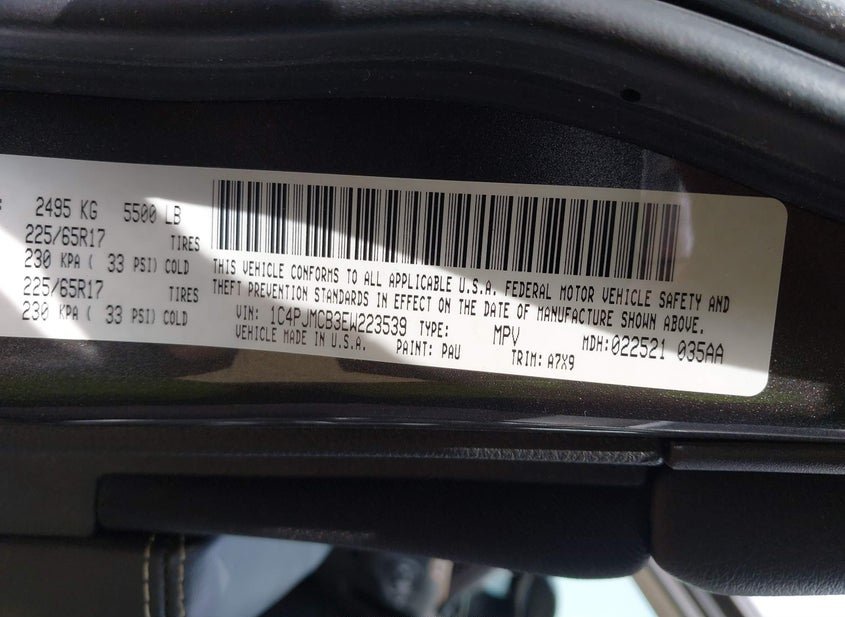 : 2495 KG 5500 LB
225/65R17 TIRES
230 KPA ( 33 PSI) COLD
225/65R17 TIRES
230 KPA ( 33 PSI) COLD
THIS VEHICLE CONFORMS TO ALL APPLICABLE U.S.A. FEDERAL MOTOR VEHICLE SAFETY AND
THEFT PREVENTION STANDARDS IN EFFECT ON THE DATE OF MANUFACTURE SHOWN ABOVE.
VIN: 1C4PJMCB3EW223539 TYPE: MPV MDH:022521 035AA
VEHICLE MADE IN U.S.A. PAINT: PAU TRIM: A7X9